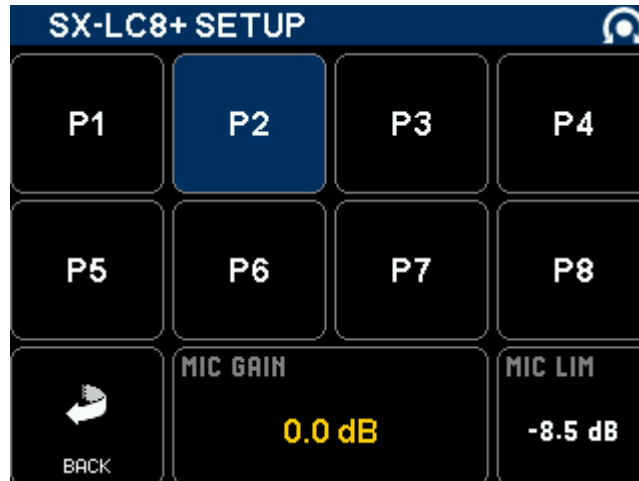 SX-LC8+ SETUP
P1 P2 P3 P4
P5 P6 P7 P8
BACK
MIC GAIN
0.0 dB
MIC LIM
-8.5 dB